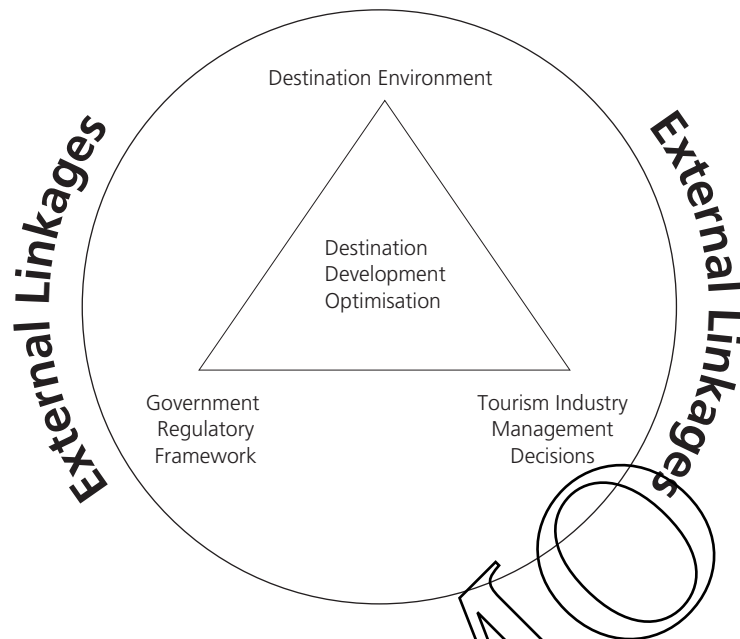 Destination Environment
External Linkages
External Linkages
Destination
Development
Optimisation
Government
Regulatory
Framework
Tourism Industry
Management
Decisions